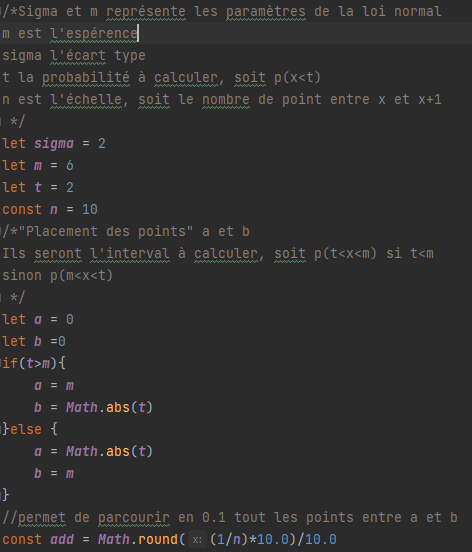 /*Sigma et m représente les paramètres de la loi normal
m est l'espérence
sigma l'écart type
t la probabilité à calculer, soit p(x<t)
n est l'échelle, soit le nombre de point entre x et x+1
*/
let sigma = 2
let m = 6
let t = 2
const n = 10
/*"Placement des points" a et b
Ils seront l'interval à calculer, soit p(t<x<m) si t<m
sinon p(m<x<t)
*/
let a = 0
let b =0
if(t>m){
a = m
b = Math.abs(t)
}else {
a = Math.abs(t)
b = m
}
//permet de parcourir en 0.1 tout les points entre a et b
const add = Math.round( x: (1/n)*10.0)/10.0